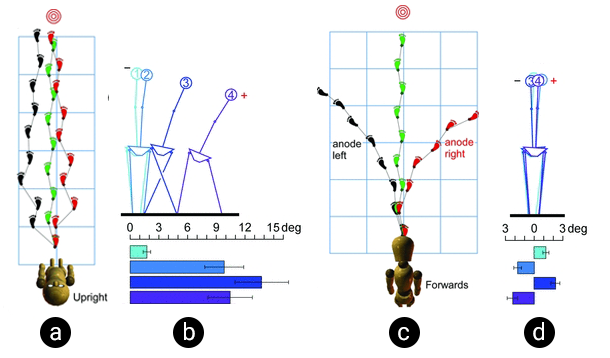 Upright
a
− 1 2 3 4 +
0 3 6 9 12 15 deg
b
anode left
anode right
Forwards
c
− 3 4 +
3 0 3 deg
d